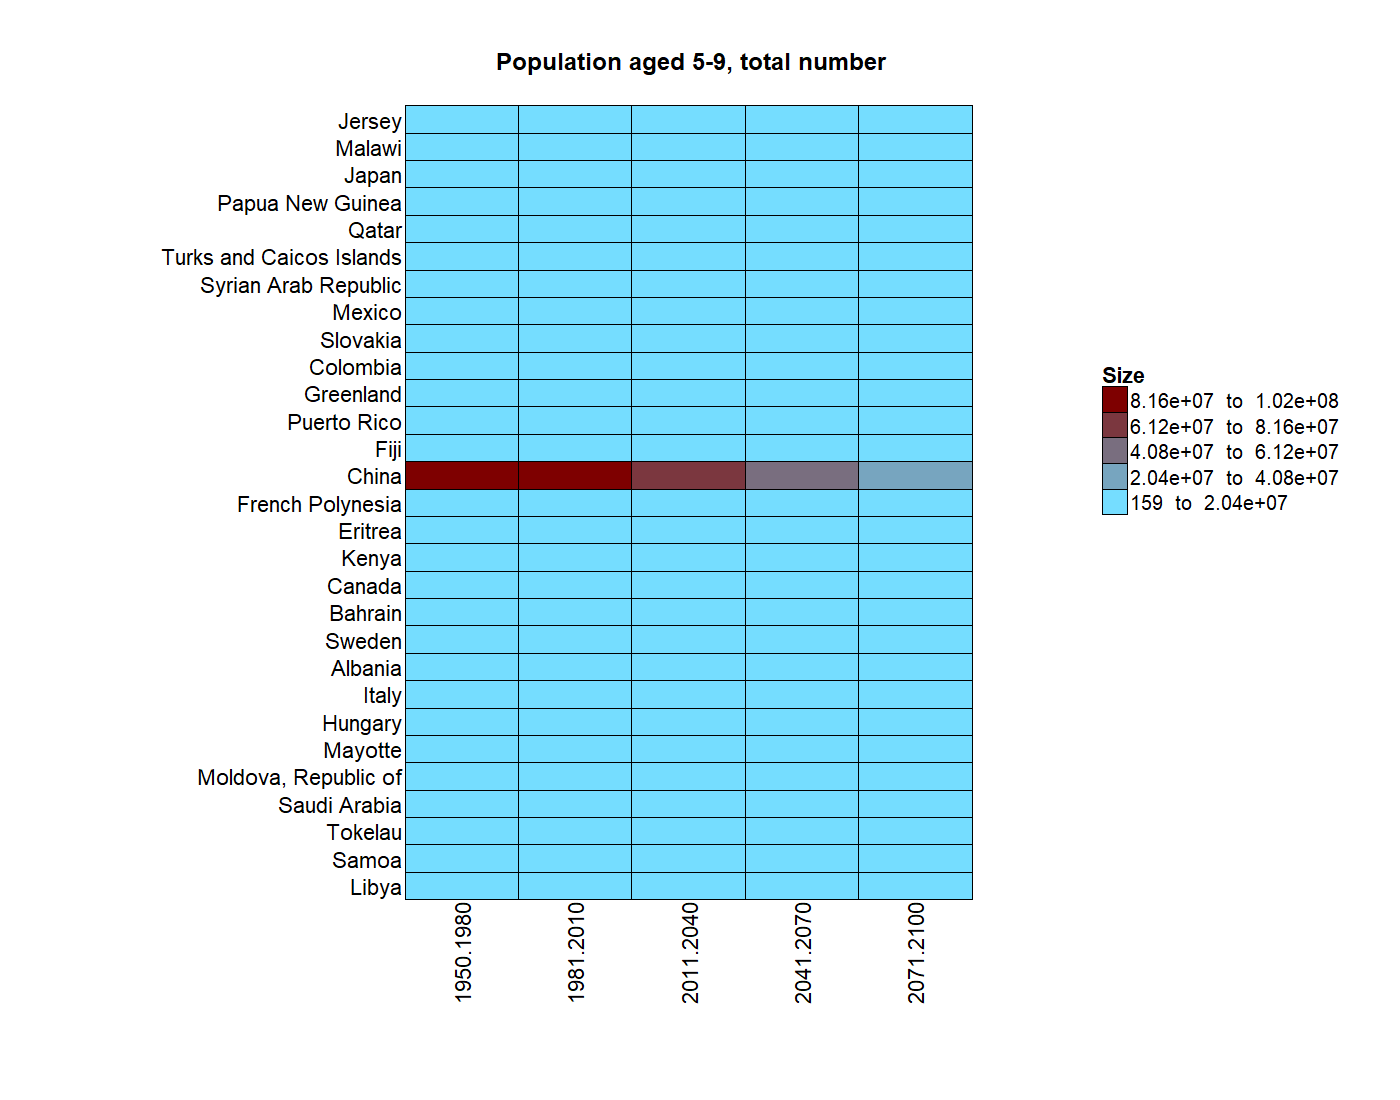 Population aged 5-9, total number
Jersey
Malawi
Japan
Papua New Guinea
Qatar
Turks and Caicos Islands
Syrian Arab Republic
Mexico
Slovakia
Colombia
Greenland
Puerto Rico
Fiji
China
French Polynesia
Eritrea
Kenya
Canada
Bahrain
Sweden
Albania
Italy
Hungary
Mayotte
Moldova, Republic of
Saudi Arabia
Tokelau
Samoa
Libya
1950.1980
1981.2010
2011.2040
2041.2070
2071.2100
Size
8.16e+07 to 1.02e+08
6.12e+07 to 8.16e+07
4.08e+07 to 6.12e+07
2.04e+07 to 4.08e+07
159 to 2.04e+07